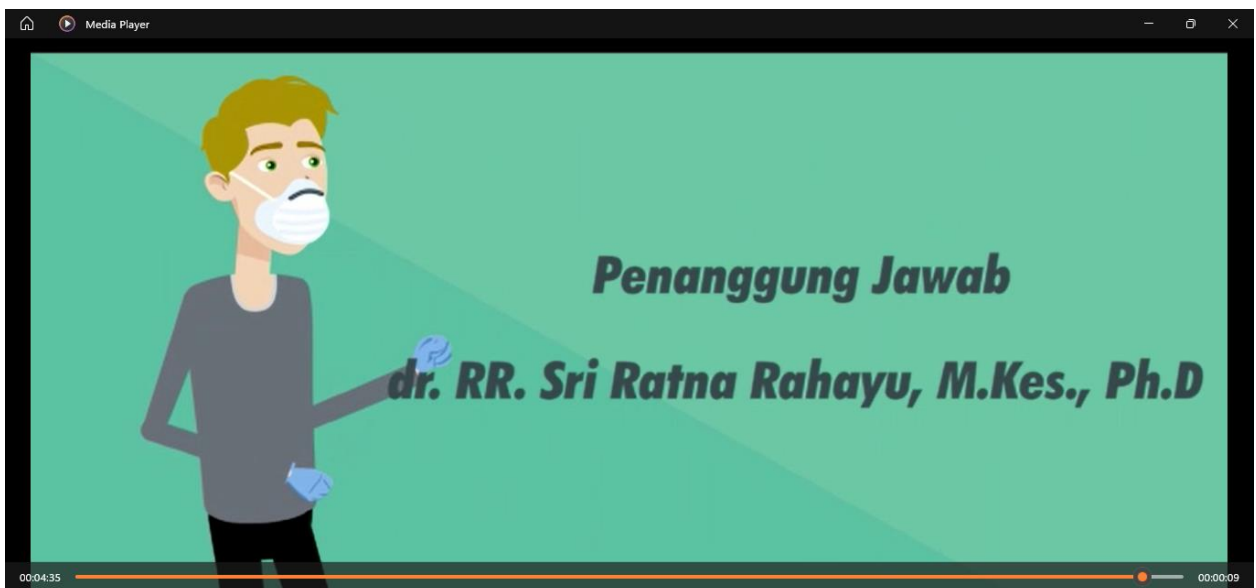 Media Player
Penanggung Jawab
dr. RR. Sri Ratna Rahayu, M.Kes., Ph.D
00:04:35
00:00:09